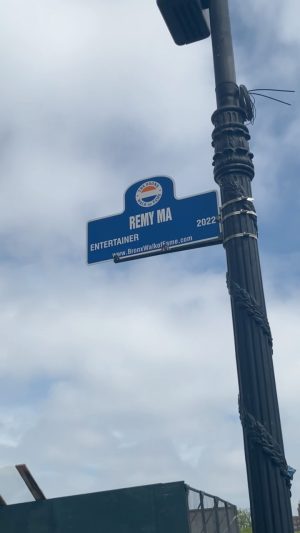 REMY MA
ENTERTAINER 2022
www.BronxWalkofFame.com